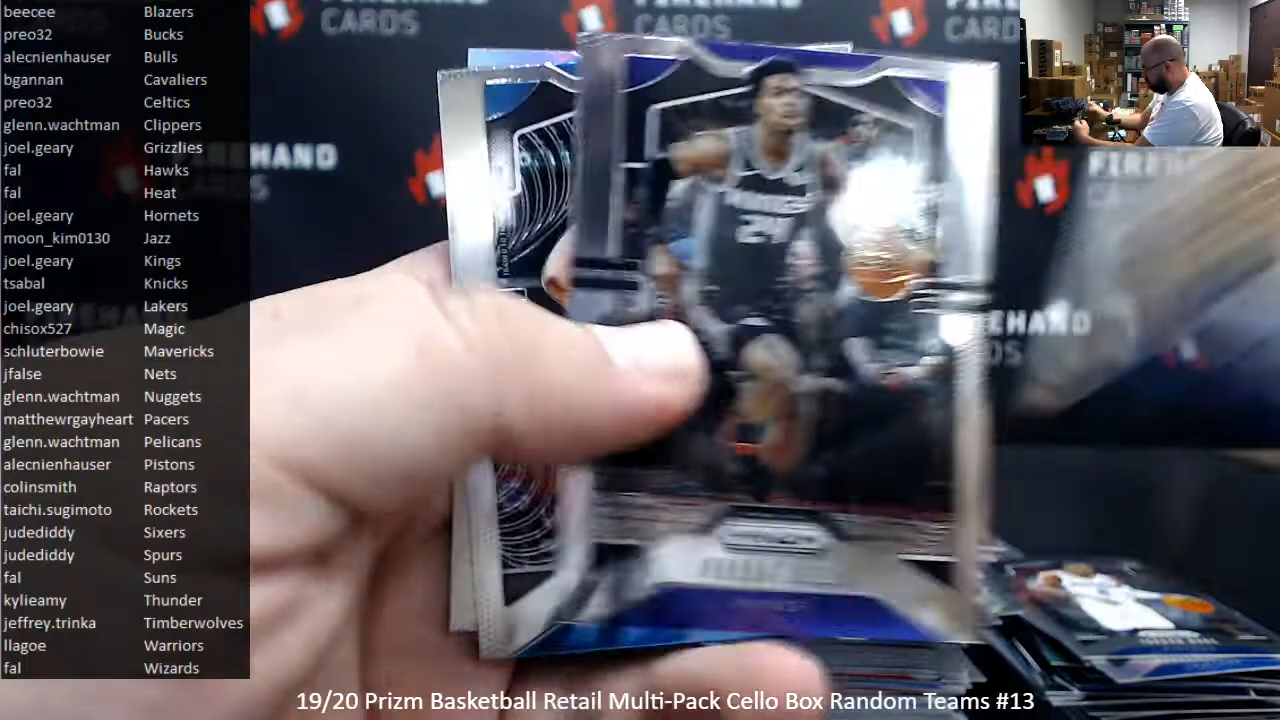 beecee Blazers
preo32 Bucks
alecnienhauser Bulls
bgannan Cavaliers
preo32 Celtics
glenn.wachtman Clippers
joel.geary Grizzlies
fal Hawks
fal Heat
joel.geary Hornets
moon_kim0130 Jazz
joel.geary Kings
tsabal Knicks
joel.geary Lakers
chisox527 Magic
schluterbowie Mavericks
jfalse Nets
glenn.wachtman Nuggets
matthewrgayheart Pacers
glenn.wachtman Pelicans
alecnienhauser Pistons
colinsmith Raptors
taichi.sugimoto Rockets
judediddy Sixers
judediddy Spurs
fal Suns
kylieamy Thunder
jeffrey.trinka Timberwolves
llagoe Warriors
fal Wizards
CARDS
KINGS
24
19/20 Prizm Basketball Retail Multi-Pack Cello Box Random Teams #13